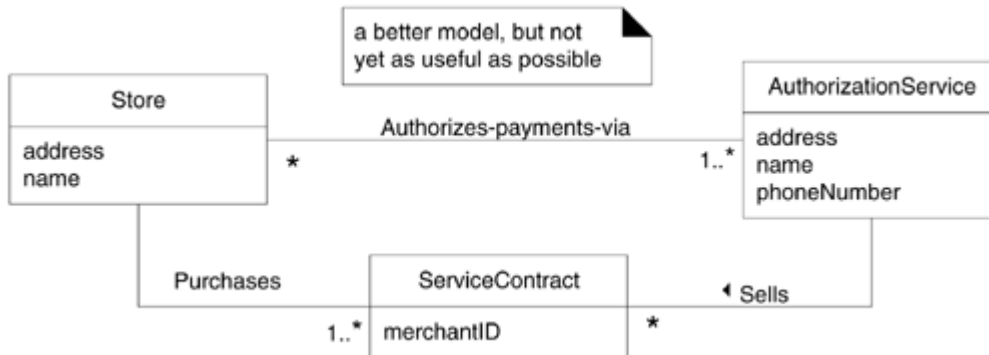 a better model, but not
yet as useful as possible
Store
address
name
Authorizes-payments-via
*
1..*
AuthorizationService
address
name
phoneNumber
Purchases
1..*
ServiceContract
merchantID
Sells
*